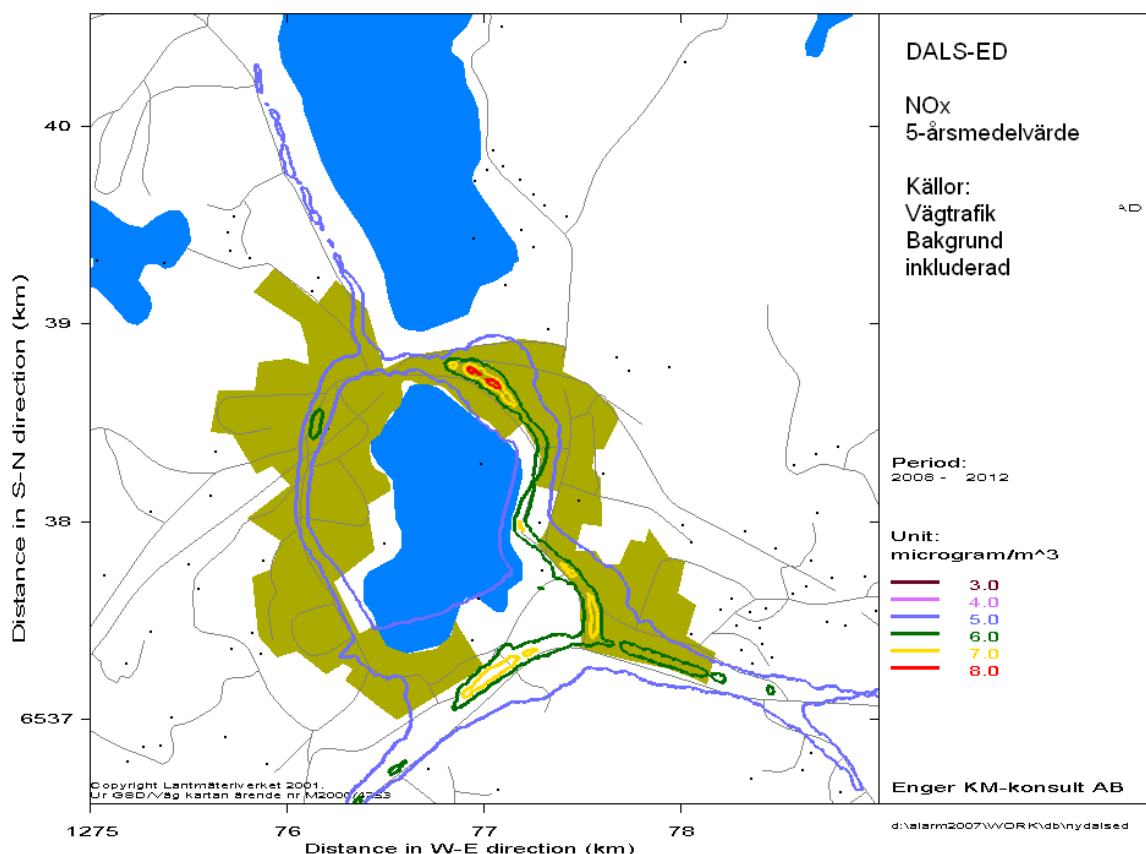 DALS-ED
NOx
5-årsmedelvärde
Källor:
Vägtrafik
Bakgrund
inkluderad
Period:
2008 - 2012
Unit:
microgram/m^3
3.0
4.0
5.0
6.0
7.0
8.0
Enger KM-konsult AB
d:\alarm2007\WORK\db\nydalsed
Distance in S-N direction (km)
40
39
38
6537
Copyright Lantmäteriverket 2001.
Ur GSD/Väg kartan ärende nr
1275 76 77 78
Distance in W-E direction (km)